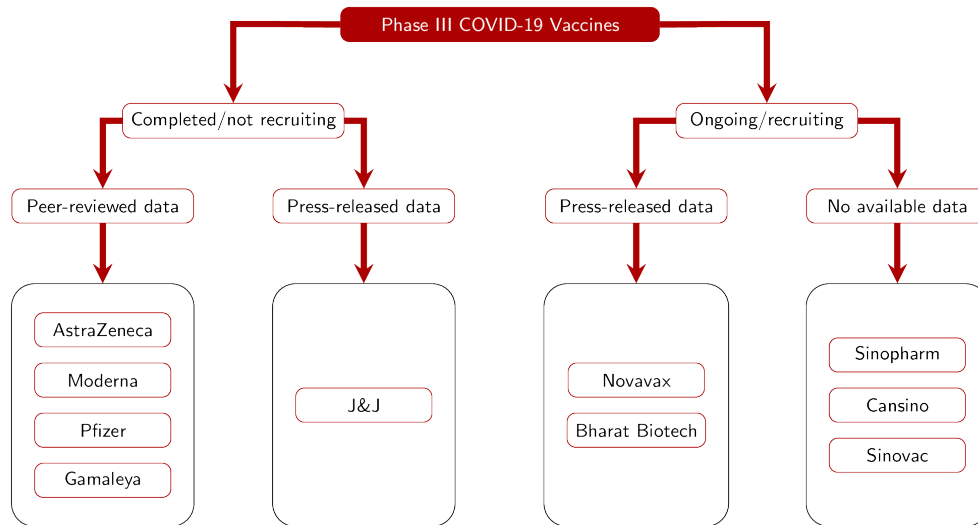 Phase III COVID-19 Vaccines
Completed/not recruiting
Ongoing/recruiting
Peer-reviewed data
Press-released data
Press-released data
No available data
AstraZeneca
Moderna
Pfizer
Gamaleya
J&J
Novavax
Bharat Biotech
Sinopharm
Cansino
Sinovac